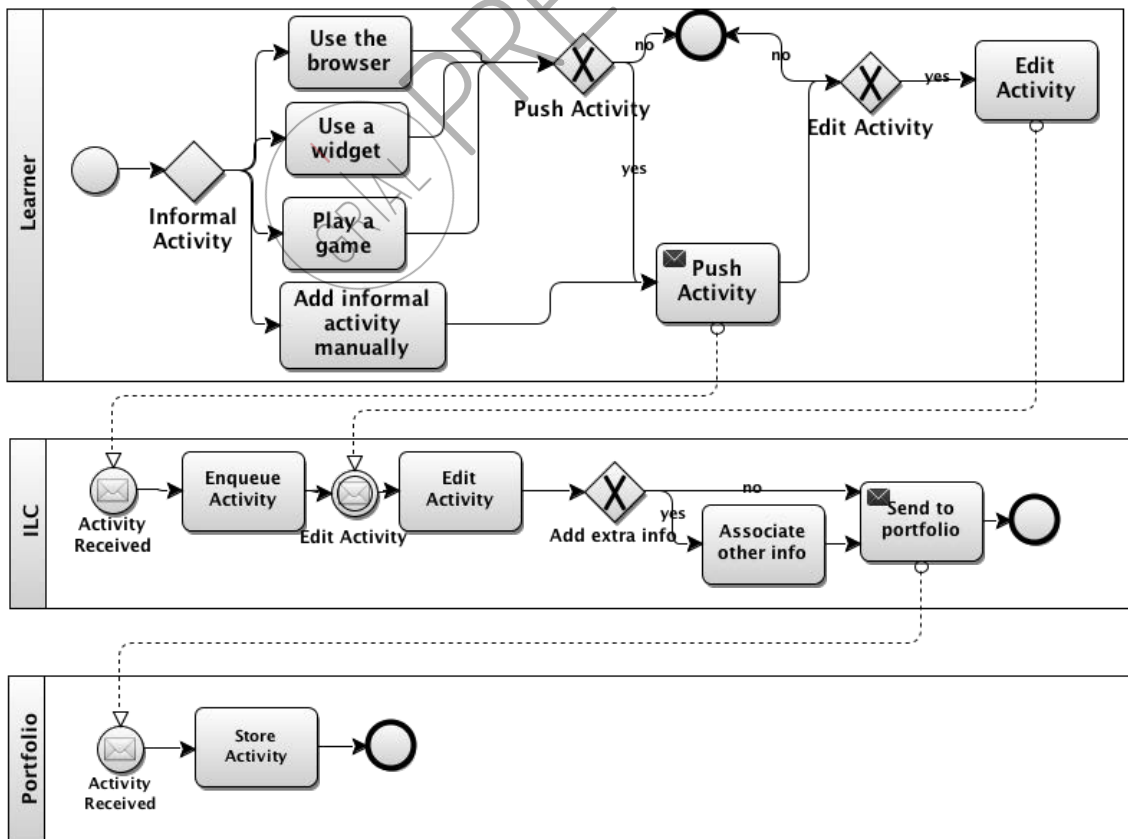 Learner
Informal
Activity
Use the
browser
Use a
widget
Play a
game
Add informal
activity
manually
Push Activity
no
yes
Push
Activity
no
Edit Activity
yes
Edit
Activity
GRIAL
PRE
ILC
Activity
Received
Enqueue
Activity
Edit Activity
Edit
Activity
Add extra info
no
yes
Associate
other info
Send to
portfolio
Portfolio
Activity
Received
Store
Activity